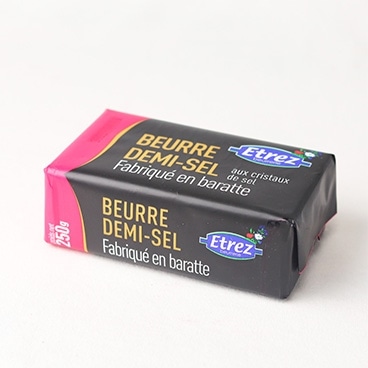 BEURRE
DEMI-SEL
Fabriqué en baratte
Etrez
aux cristaux
de sel
BEURRE
DEMI-SEL
Fabriqué en baratte
Etrez
250g